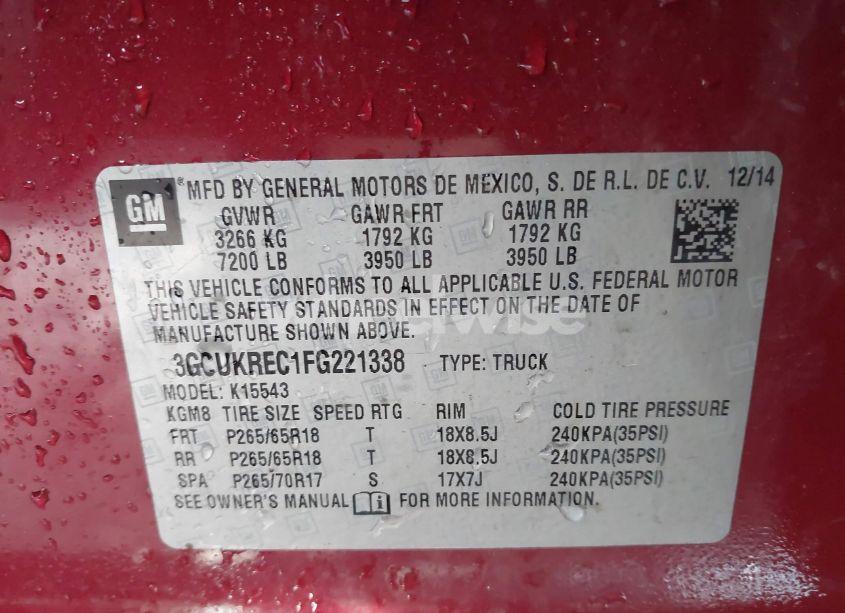 GM ® MFD BY GENERAL MOTORS DE MEXICO, S. DE R.L. DE C.V. 12/14
GVWR GAWR FRT GAWR RR
3266 KG 1792 KG 1792 KG
7200 LB 3950 LB 3950 LB
THIS VEHICLE CONFORMS TO ALL APPLICABLE U.S. FEDERAL MOTOR
VEHICLE SAFETY STANDARDS IN EFFECT ON THE DATE OF
MANUFACTURE SHOWN ABOVE.
3GCUKREC1FG221338 TYPE: TRUCK
MODEL: K15543
KGM8 TIRE SIZE SPEED RTG RIM COLD TIRE PRESSURE
FRT P265/65R18 T 18X8.5J 240KPA(35PSI)
RR P265/65R18 T 18X8.5J 240KPA(35PSI)
SPA P265/70R17 S 17X7J 240KPA(35PSI)
SEE OWNER'S MANUAL FOR MORE INFORMATION.